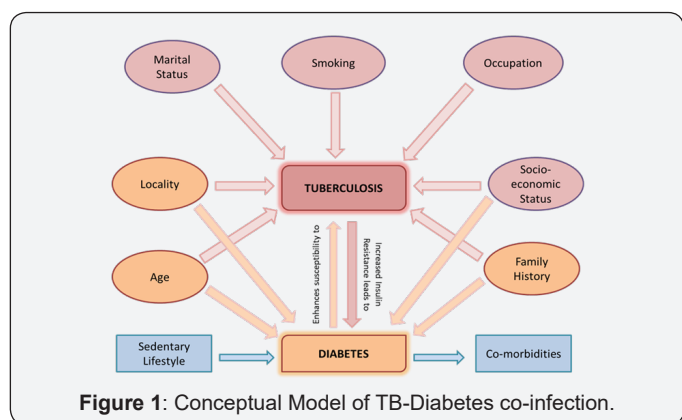 Marital
Status
Smoking
Occupation
Locality
TUBERCULOSIS
Socio-
economic
Status
Enhances susceptibility to
Increased Insulin
Resistance leads to
Age
Family
History
Sedentary
Lifestyle
DIABETES
Co-morbidities
Figure 1: Conceptual Model of TB-Diabetes co-infection.